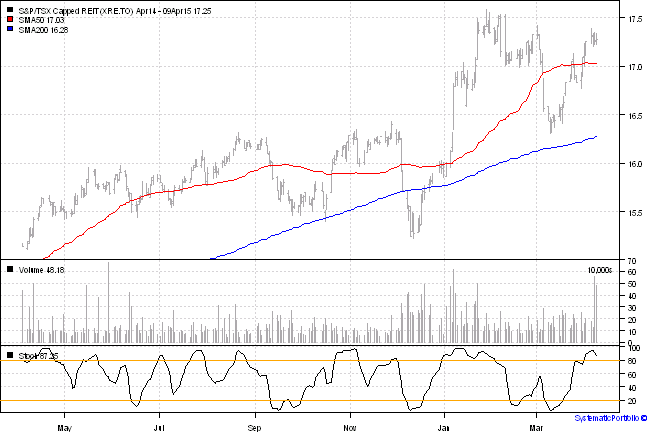 S&P/TSX Capped REIT (XRE.TO) Apr14 - 09Apr15 17.25
SMA50 17.03
SMA200 16.28
17.5
17.0
16.5
16.0
15.5
Volume 48.18
10,000s
70
60
50
40
30
20
10
0
Stoch 87.25
100
80
60
40
20
May Jul Sep Nov Jan Mar
SystematicPortfolio ©